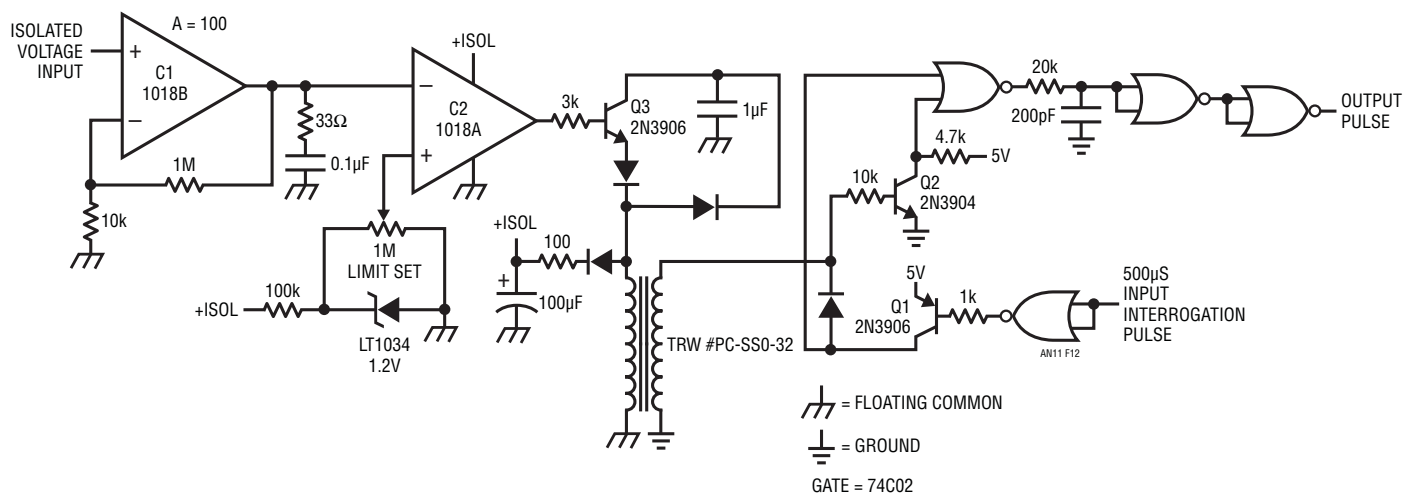 ISOLATED
VOLTAGE
INPUT
A = 100
+
C1
1018B
–
1M
10k
33Ω
0.1µF
+ISOL
–
C2
1018A
+
1M
LIMIT SET
100k
+ISOL
LT1034
1.2V
3k
Q3
2N3906
1µF
+ISOL
100
+
100µF
TRW #PC-SS0-32
20k
200pF
OUTPUT
PULSE
4.7k
5V
10k
Q2
2N3904
5V
Q1
2N3906
1k
500µS
INPUT
INTERROGATION
PULSE
AN11 F12
= FLOATING COMMON
= GROUND
GATE = 74C02